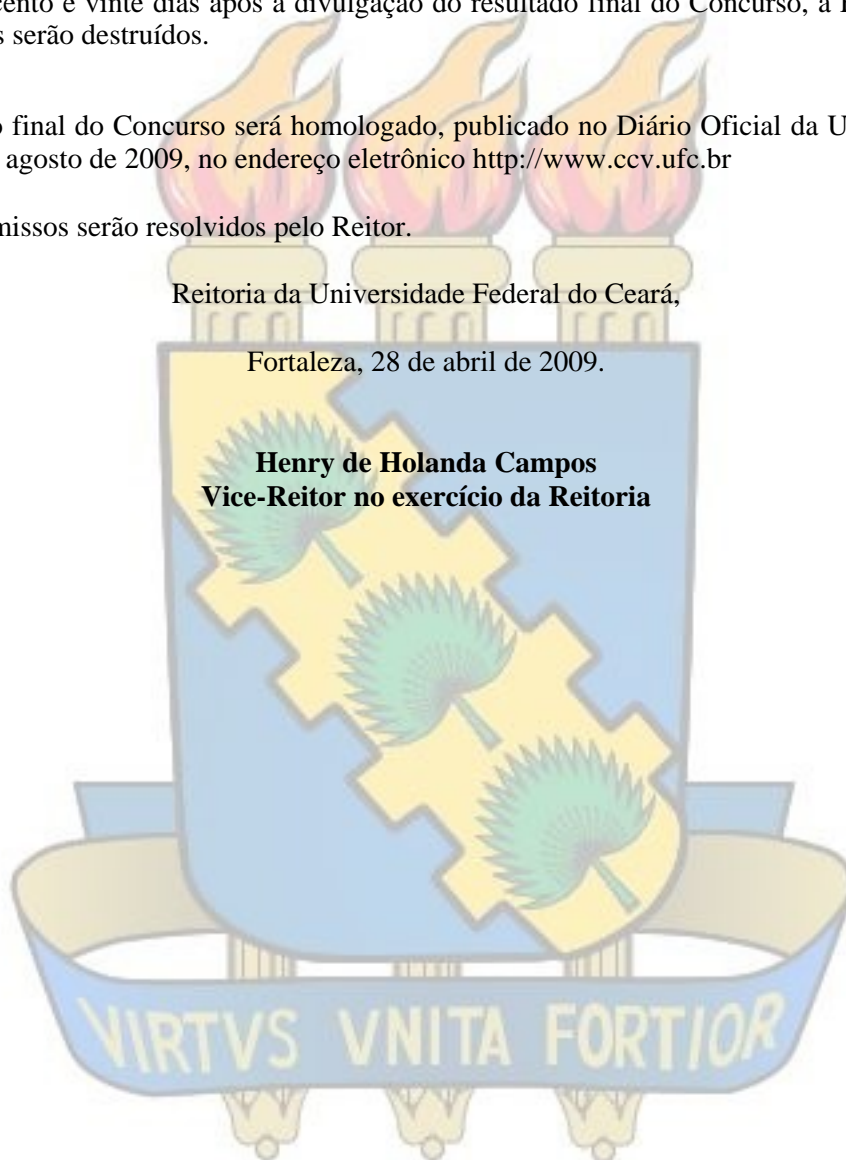 cento e vinte dias após a divulgação do resultado final do Concurso, a
s serão destruídos.
o final do Concurso será homologado, publicado no Diário Oficial da U
agosto de 2009, no endereço eletrônico http://www.ccv.ufc.br
missos serão resolvidos pelo Reitor.
Reitoria da Universidade Federal do Ceará,
Fortaleza, 28 de abril de 2009.
Henry de Holanda Campos
Vice-Reitor no exercício da Reitoria
VIRTVS VNITA FORTIOR